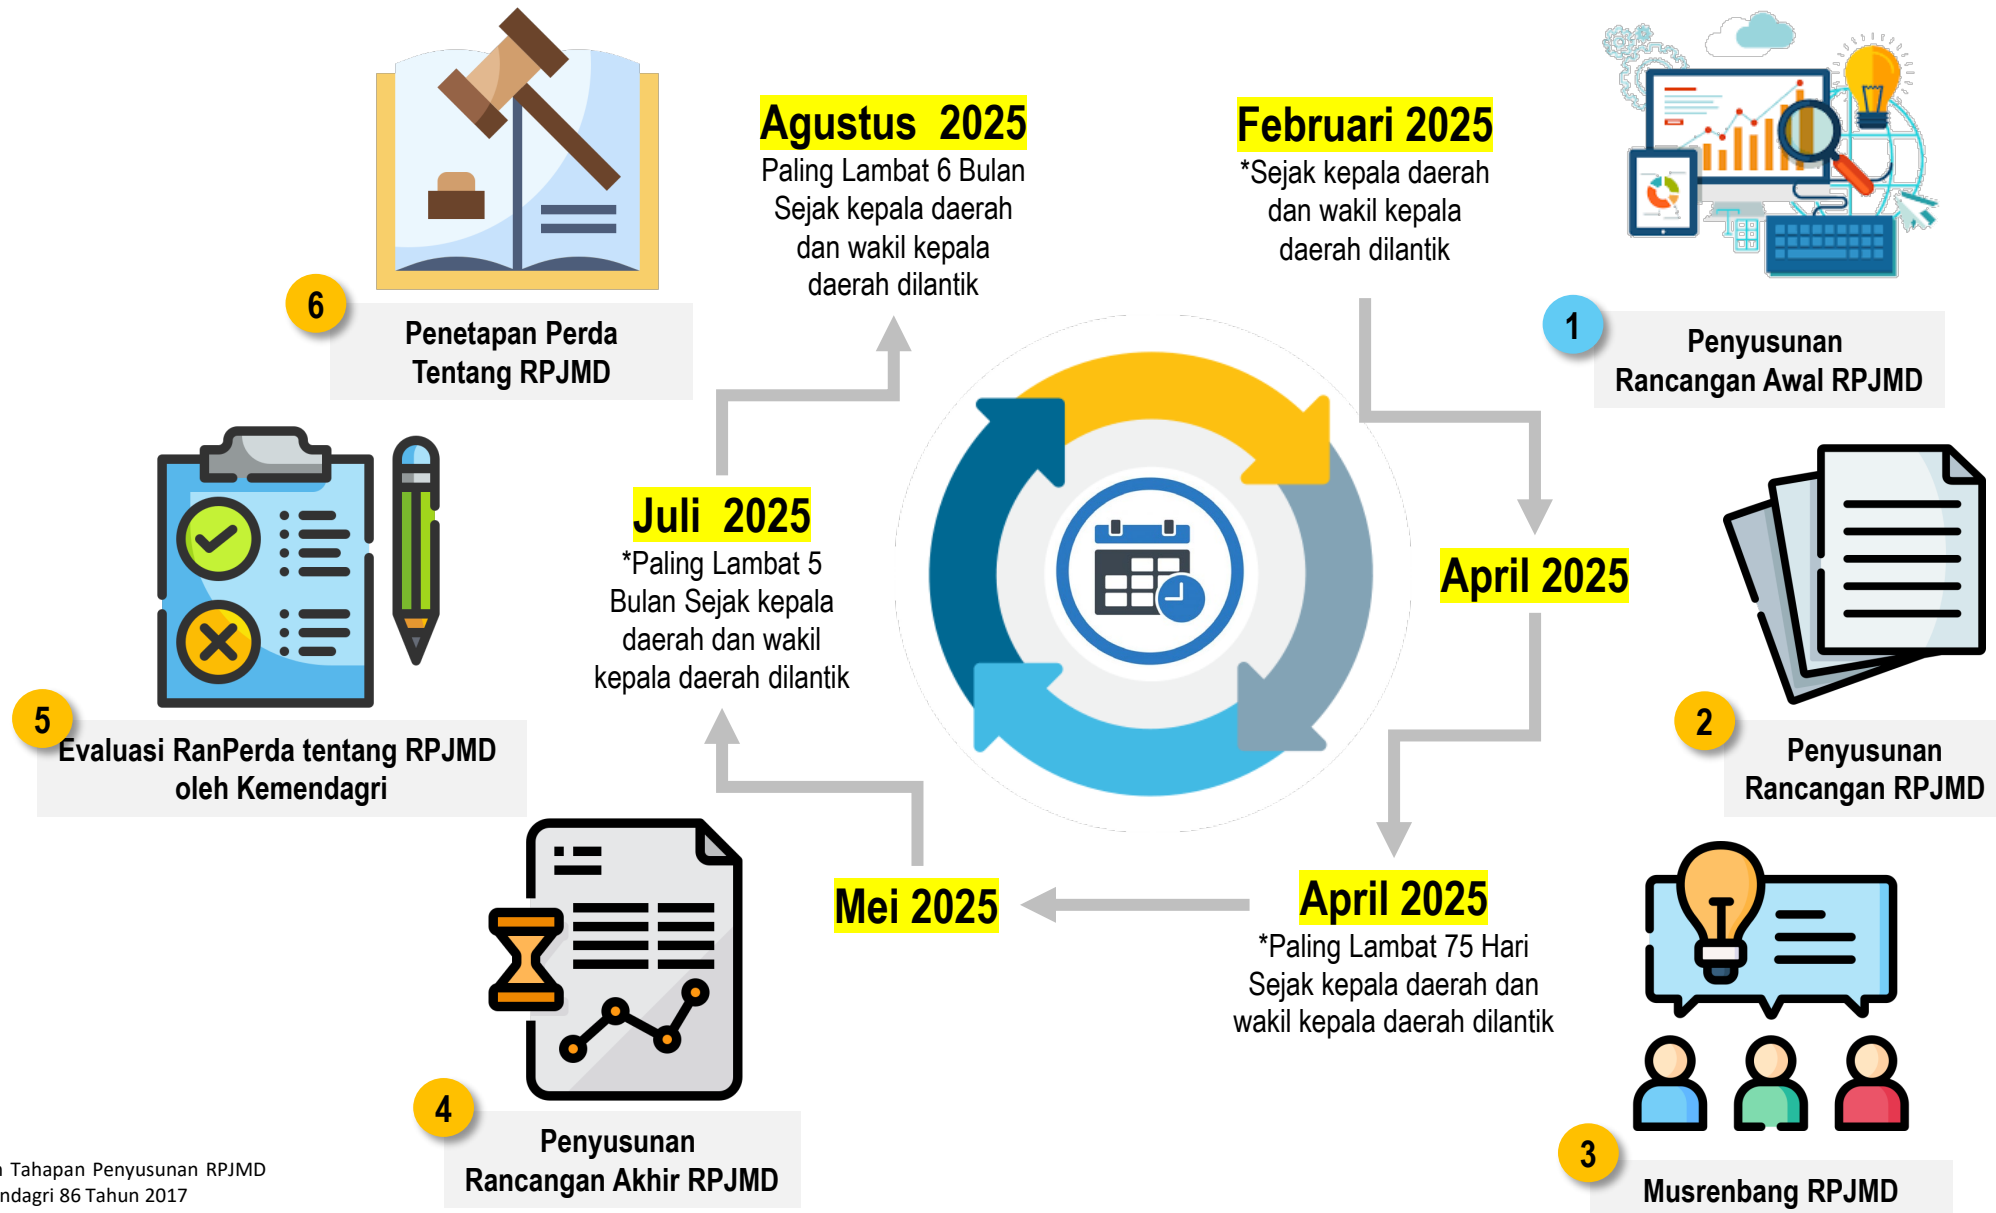 Februari 2025
*Sejak kepala daerah
dan wakil kepala
daerah dilantik
1
Penyusunan
Rancangan Awal RPJMD
April 2025
2
Penyusunan
Rancangan RPJMD
April 2025
*Paling Lambat 75 Hari
Sejak kepala daerah dan
wakil kepala daerah dilantik
3
Musrenbang RPJMD
Mei 2025
4
Penyusunan
Rancangan Akhir RPJMD
Juli 2025
*Paling Lambat 5
Bulan Sejak kepala
daerah dan wakil
kepala daerah dilantik
5
Evaluasi RanPerda tentang RPJMD
oleh Kemendagri
Agustus 2025
Paling Lambat 6 Bulan
Sejak kepala daerah
dan wakil kepala
daerah dilantik
6
Penetapan Perda
Tentang RPJMD
Tahapan Penyusunan RPJMD
86 Tahun 2017